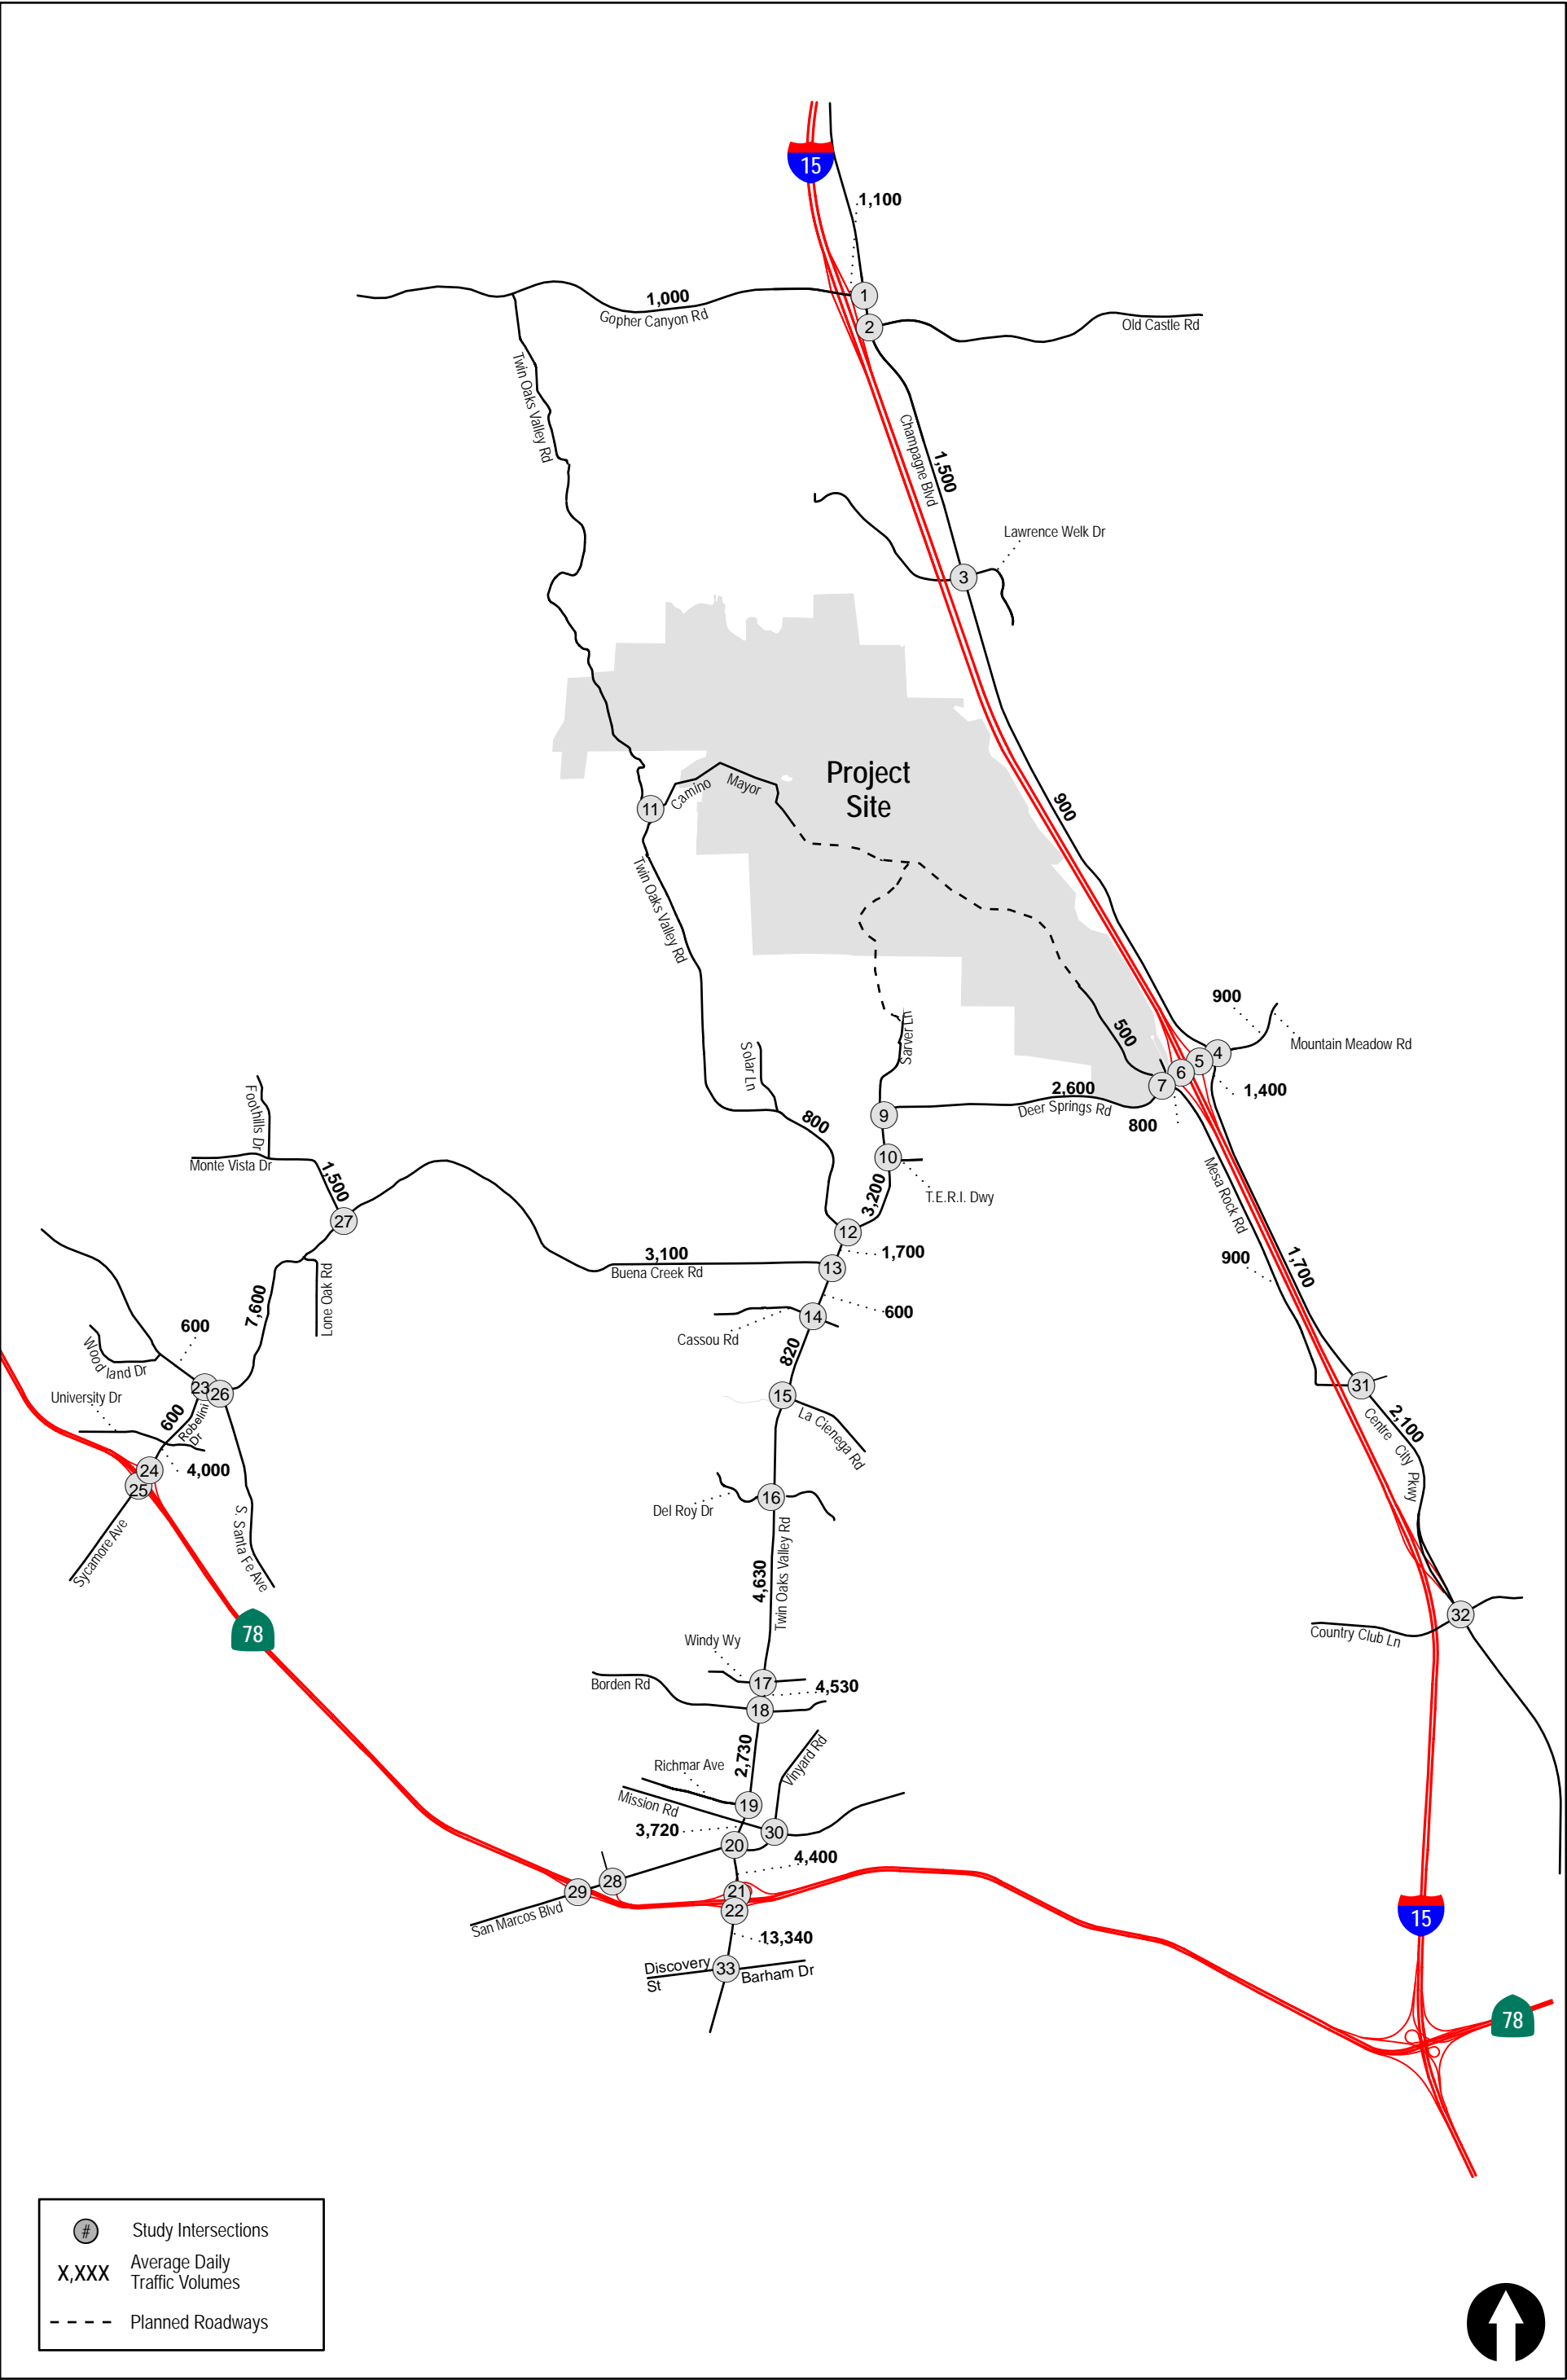 15
1,100
1
1,000
Gopher Canyon Rd
2
Old Castle Rd
Twin Oaks Valley Rd
Champagne Blvd
1,500
Lawrence Welk Dr
3
Project
Site
900
Camino Mayor
11
Twin Oaks Valley Rd
900
Mountain Meadow Rd
500
Sarver Ln
Solar Ln
4
5
6
7
1,400
2,600
Deer Springs Rd
800
800
9
10
T.E.R.I. Dwy
3,200
Mesa Rock Rd
Foothills Dr
Monte Vista Dr
1,500
27
12
1,700
13
3,100
Buena Creek Rd
900
1,700
Lone Oak Rd
7,600
600
14
600
Cassou Rd
820
Wood land Dr
University Dr
23
26
600
Robelini
Dr
15
La Cienega Rd
31
2,100
Centre City Pkwy
24
4,000
25
16
Del Roy Dr
Sycamore Ave
S. Santa Fe Ave
4,630
Twin Oaks Valley Rd
78
32
Country Club Ln
Windy Wy
17
4,530
Borden Rd
18
2,730
Vinyard Rd
Richmar Ave
Mission Rd
19
3,720
30
20
4,400
28
29
21
22
San Marcos Blvd
15
13,340
Discovery
St
33
Barham Dr
78
# Study Intersections
X,XXX Average Daily
Traffic Volumes
Planned Roadways